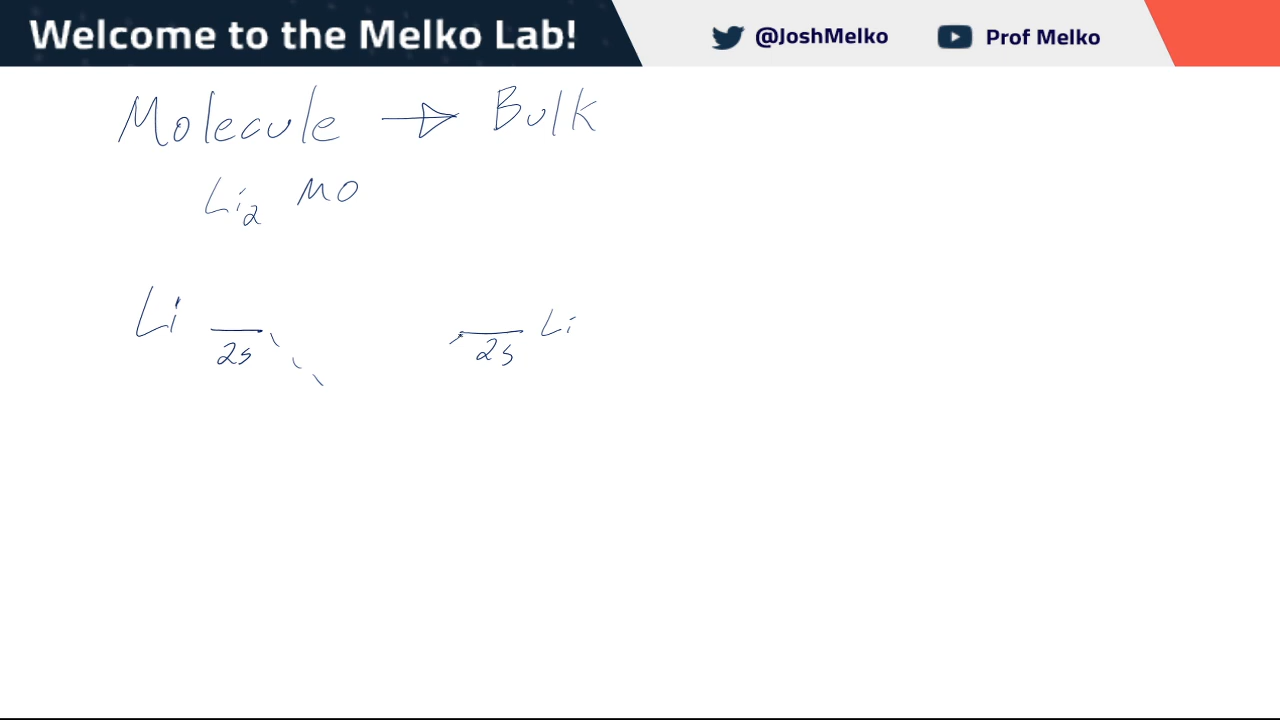 Welcome to the Melko Lab! @JoshMelko Prof Melko
Molecule → Bulk
Li₂ MO
Li 2s 2s Li